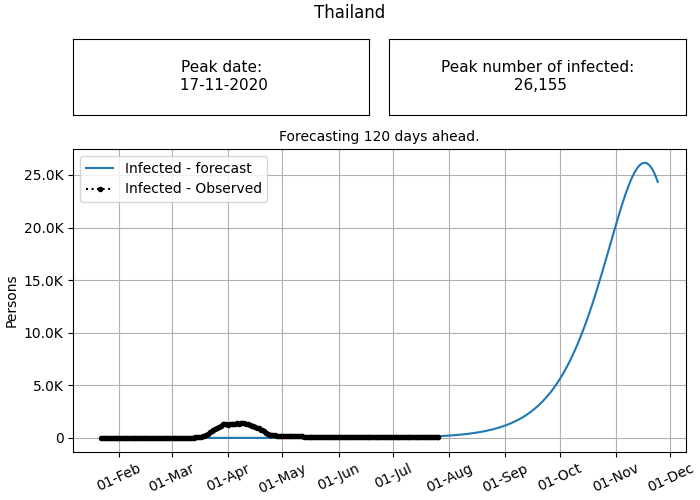 Thailand
Peak date:
17-11-2020
Peak number of infected:
26,155
Forecasting 120 days ahead.
Infected - forecast
Infected - Observed
Persons
25.0K
20.0K
15.0K
10.0K
5.0K
0
01-Feb
01-Mar
01-Apr
01-May
01-Jun
01-Jul
01-Aug
01-Sep
01-Oct
01-Nov
01-Dec